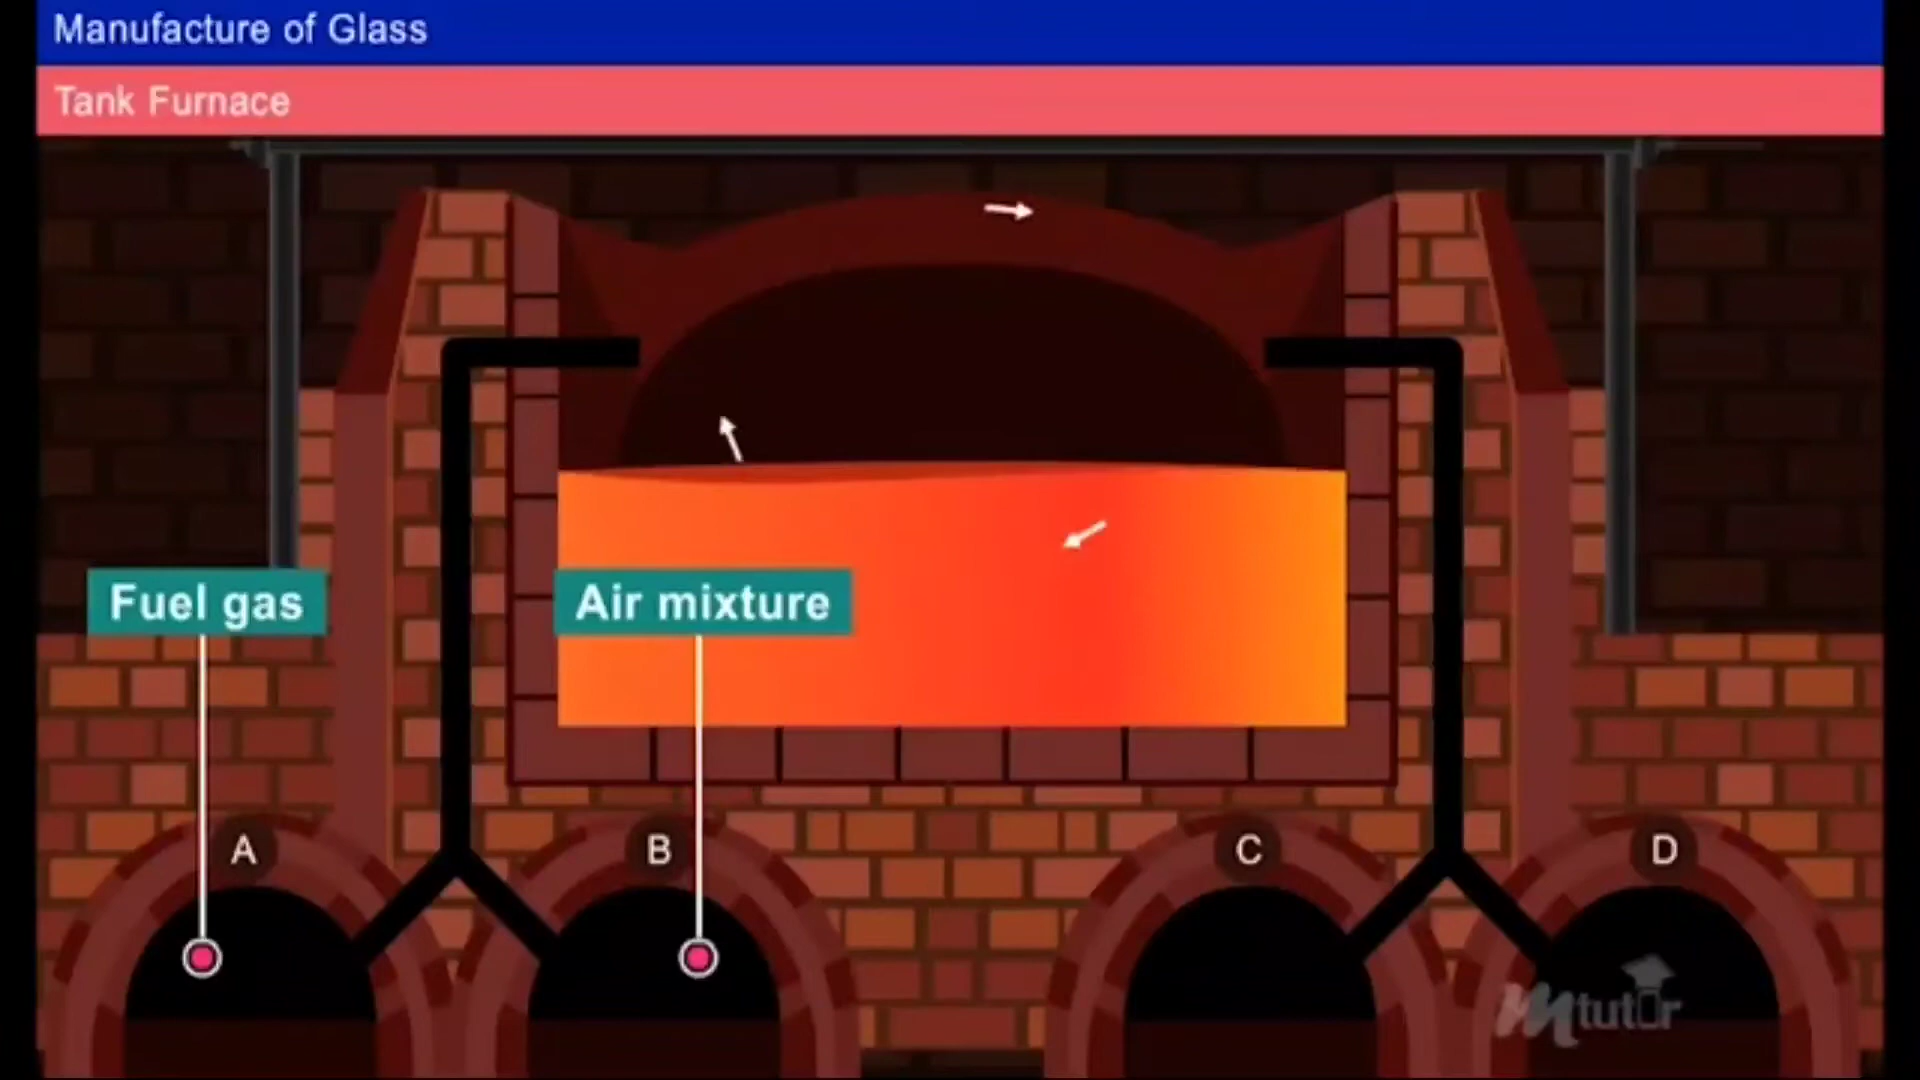 Manufacture of Glass
Tank Furnace
Fuel gas
Air mixture
A
B
C
D
Mtutor